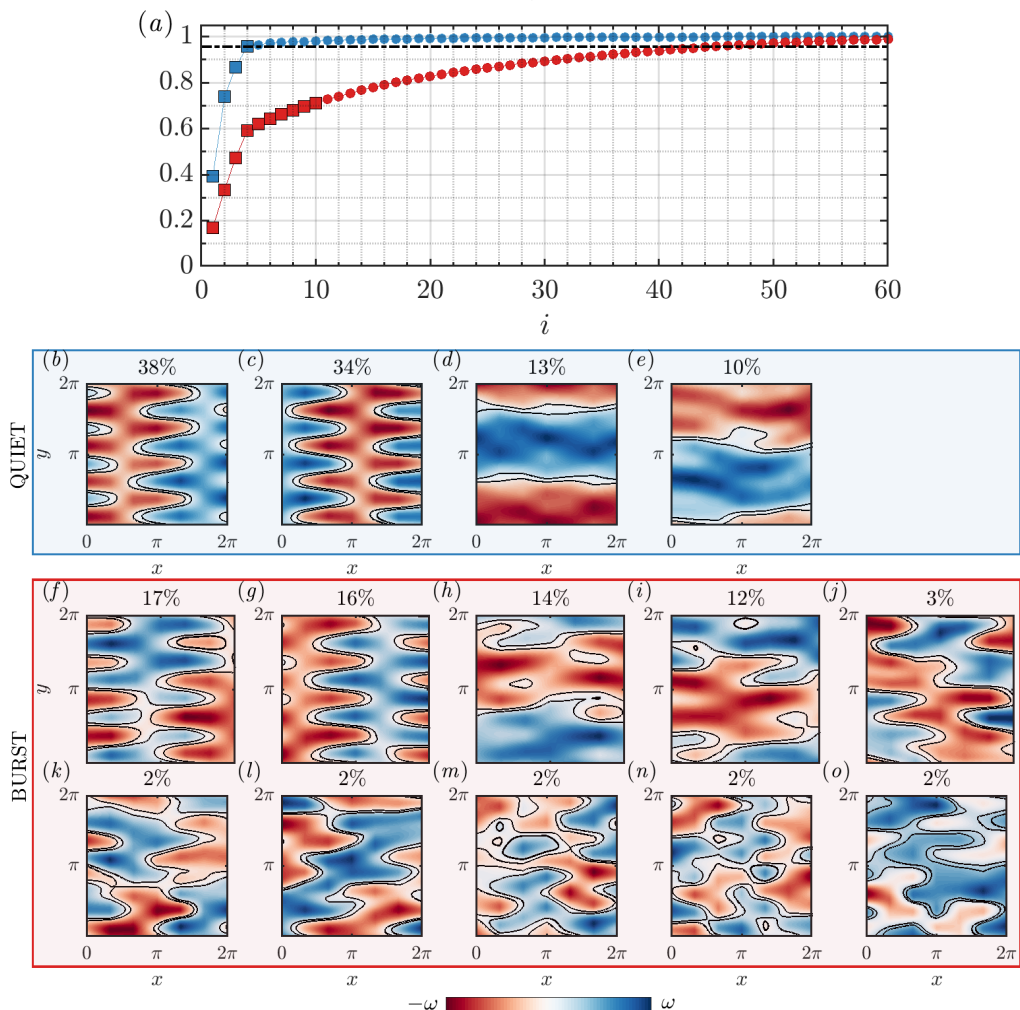 (a)
1
0.8
0.6
0.4
0.2
0
0 10 20 30 40 50 60
i
QUIET
(b) 38% (c) 34% (d) 13% (e) 10%
2π 2π 2π 2π
y π π π π
0 π 2π 0 π 2π 0 π 2π 0 π 2π
x x x x
BURST
(f) 17% (g) 16% (h) 14% (i) 12% (j) 3%
2π 2π 2π 2π 2π
y π π π π π
(k) 2% (l) 2% (m) 2% (n) 2% (o) 2%
2π 2π 2π 2π 2π
π π π π π
0 π 2π 0 π 2π 0 π 2π 0 π 2π 0 π 2π
x x x x x
−ω ω